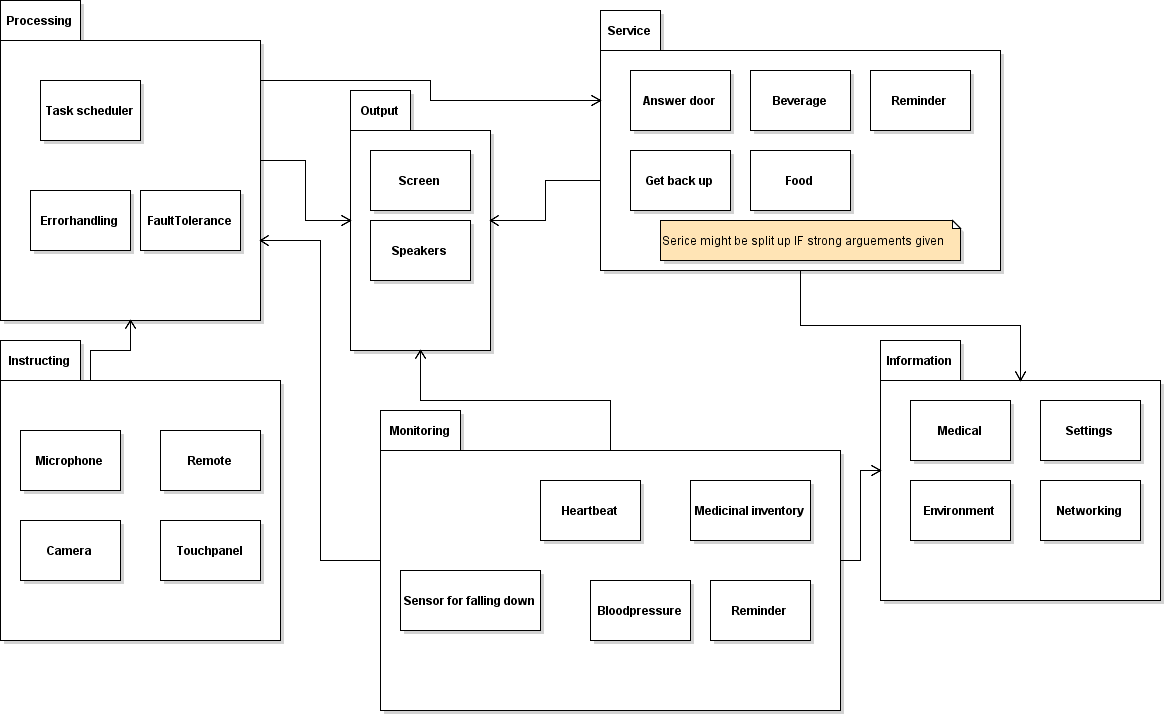 Processing
Task scheduler
Errorhandling
FaultTolerance
Output
Screen
Speakers
Service
Answer door
Beverage
Reminder
Get back up
Food
Serice might be split up IF strong arguements given
Instructing
Microphone
Remote
Camera
Touchpanel
Monitoring
Heartbeat
Medicinal inventory
Sensor for falling down
Bloodpressure
Reminder
Information
Medical
Settings
Environment
Networking